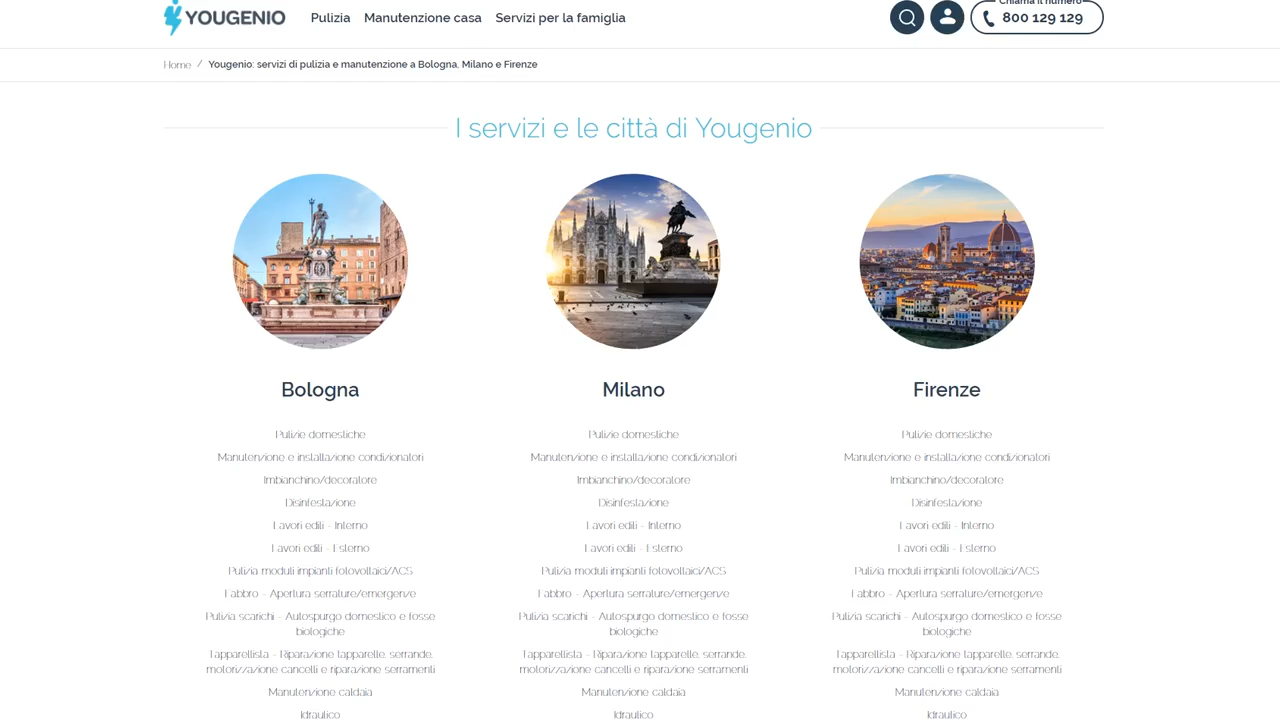 YOUGENIO
Pulizia
Manutenzione casa
Servizi per la famiglia
Chiama il numero
800 129 129
Home / Yougenio: servizi di pulizia e manutenzione a Bologna, Milano e Firenze
I servizi e le città di Yougenio
Bologna
Pulizie domestiche
Manutenzione e installazione condizionatori
Imbianchino/decoratore
Disinfestazione
Lavori edili - Interno
Lavori edili - Esterno
Pulizia moduli impianti fotovoltaici/ACS
Fabbro - Apertura serrature/emergenze
Pulizia scarichi - Autospurgo domestico e fosse
biologiche
Tapparellista - Riparazione tapparelle, serrande,
motorizzazione cancelli e riparazione serramenti
Manutenzione caldaia
Idraulico
Milano
Pulizie domestiche
Manutenzione e installazione condizionatori
Imbianchino/decoratore
Disinfestazione
Lavori edili - Interno
Lavori edili - Esterno
Pulizia moduli impianti fotovoltaici/ACS
Fabbro - Apertura serrature/emergenze
Pulizia scarichi - Autospurgo domestico e fosse
biologiche
Tapparellista - Riparazione tapparelle, serrande,
motorizzazione cancelli e riparazione serramenti
Manutenzione caldaia
Idraulico
Firenze
Pulizie domestiche
Manutenzione e installazione condizionatori
Imbianchino/decoratore
Disinfestazione
Lavori edili - Interno
Lavori edili - Esterno
Pulizia moduli impianti fotovoltaici/ACS
Fabbro - Apertura serrature/emergenze
Pulizia scarichi - Autospurgo domestico e fosse
biologiche
Tapparellista - Riparazione tapparelle, serrande,
motorizzazione cancelli e riparazione serramenti
Manutenzione caldaia
Idraulico